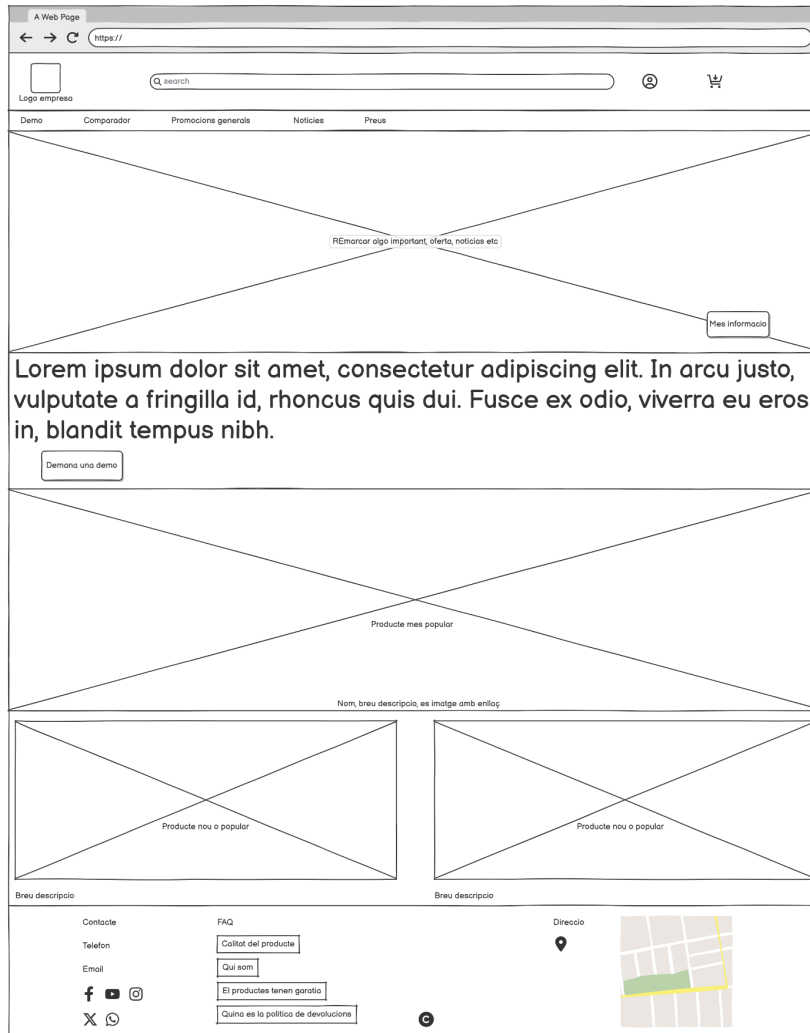 A Web Page
https://
search
Logo empresa
Demo Comparador Promocions generals Noticies Preus
REmarcar algo important, oferta, noticias etc
Mes informacio
Lorem ipsum dolor sit amet, consectetur adipiscing elit. In arcu justo,
vulputate a fringilla id, rhoncus quis dui. Fusce ex odio, viverra eu eros
in, blandit tempus nibh.
Demana una demo
Producte mes popular
Nom, breu descripcio, es imatge amb enllaç
Producte nou o popular
Producte nou o popular
Breu descripcio
Breu descripcio
Contacte
Telefon
Email
FAQ
Calitat del producte
Qui som
El productes tenen garatia
Quina es la politica de devolucions
C
Direccio